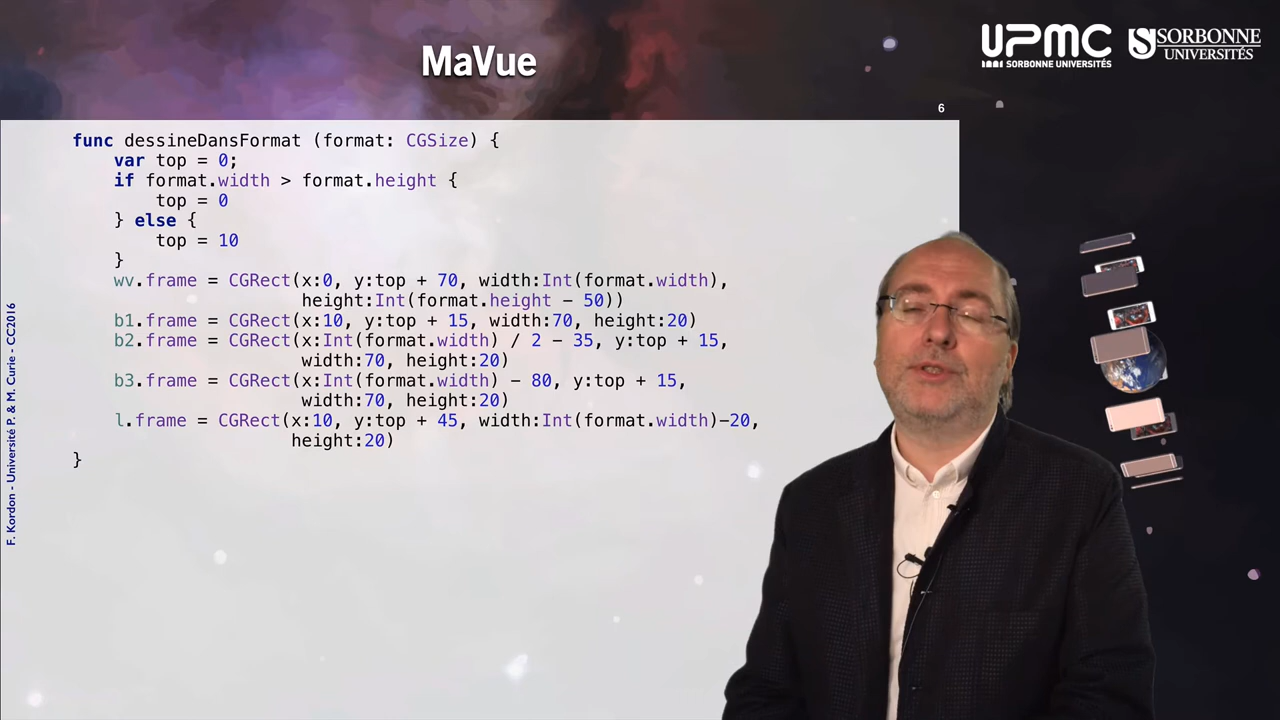 MaVue
UPMC
SORBONNE UNIVERSITÉS
SORBONNE
UNIVERSITÉS
6
func dessineDansFormat (format: CGSize) {
var top = 0;
if format.width > format.height {
top = 0
} else {
top = 10
}
wv.frame = CGRect(x:0, y:top + 70, width:Int(format.width),
height:Int(format.height - 50))
b1.frame = CGRect(x:10, y:top + 15, width:70, height:20)
b2.frame = CGRect(x:Int(format.width) / 2 - 35, y:top + 15,
width:70, height:20)
b3.frame = CGRect(x:Int(format.width) - 80, y:top + 15,
width:70, height:20)
l.frame = CGRect(x:10, y:top + 45, width:Int(format.width)-20,
height:20)
}
F. Kordon - Université P. & M. Curie - CC2016